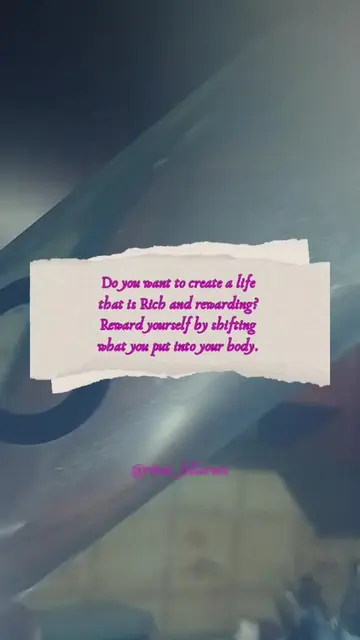 Do you want to create a life
that is Rich and rewarding?
Reward yourself by shifting
what you put into your body.